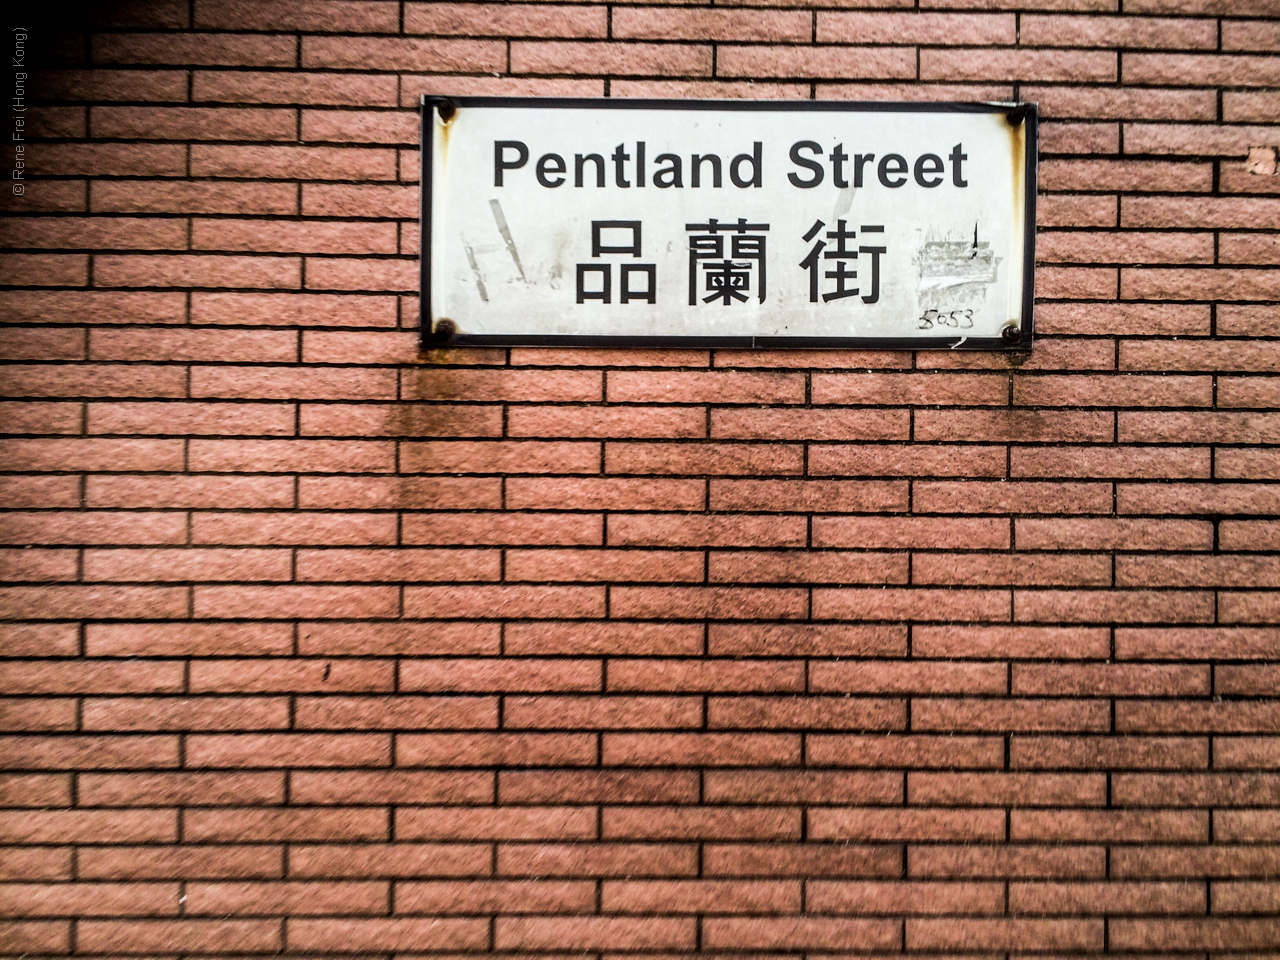 Pentland Street
品蘭街
5053
© Rene Frei (Hong Kong)